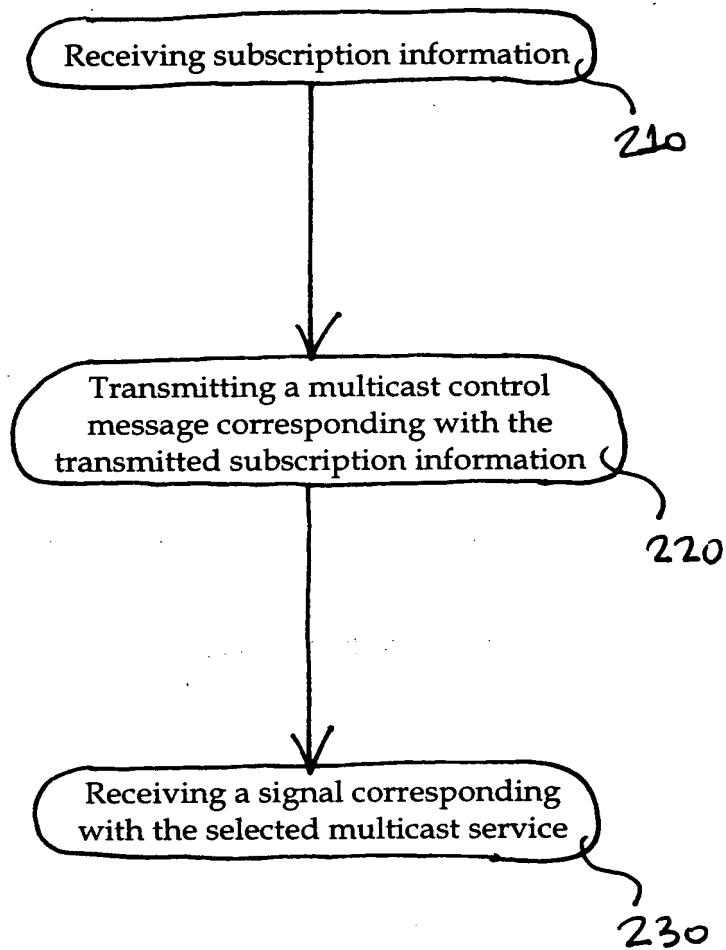 Receiving subscription information
210
Transmitting a multicast control
message corresponding with the
transmitted subscription information
220
Receiving a signal corresponding
with the selected multicast service
230